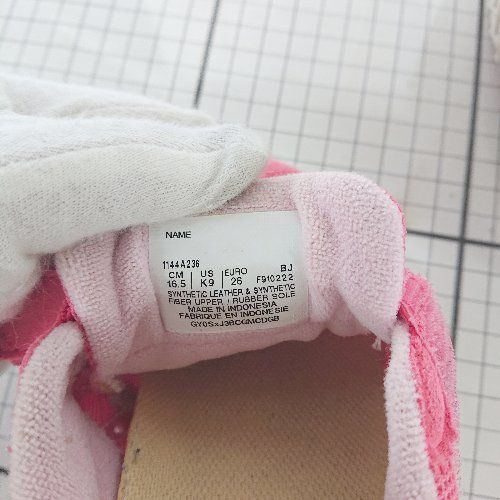 NAME
1144A236
CM US EURO BJ
16.5 K9 26 F910222
SYNTHETIC LEATHER & SYNTHETIC
FIBER UPPER / RUBBER SOLE
MADE IN INDONESIA
FABRIQUE EN INDONESIE